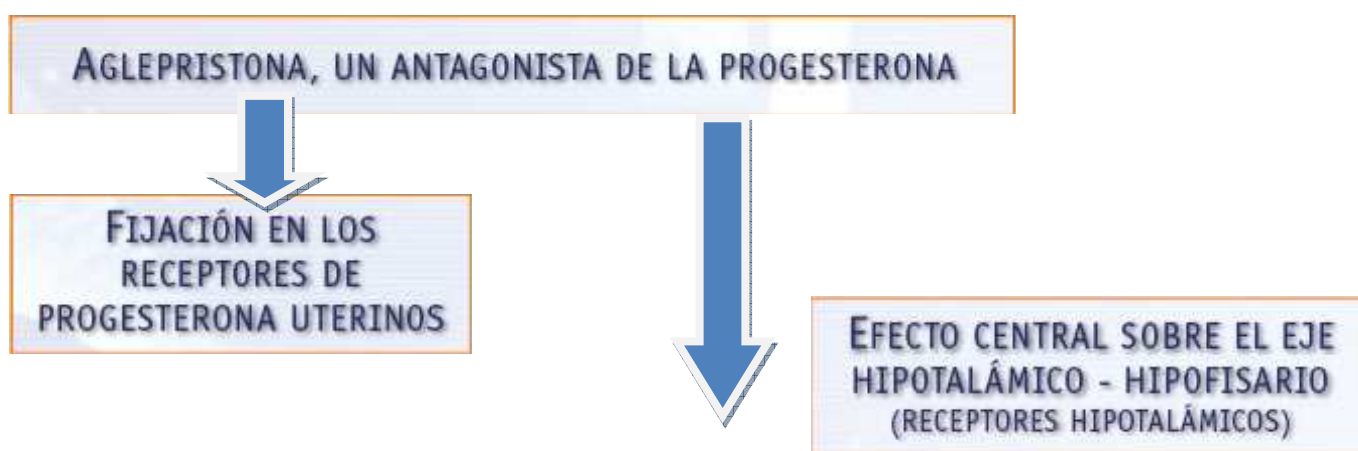 AGLEPRISTONA, UN ANTAGONISTA DE LA PROGESTERONA
FIJACIÓN EN LOS
RECEPTORES DE
PROGESTERONA UTERINOS
EFECTO CENTRAL SOBRE EL EJE
HIPOTALÁMICO - HIPOFISARIO
(RECEPTORES HIPOTALÁMICOS)